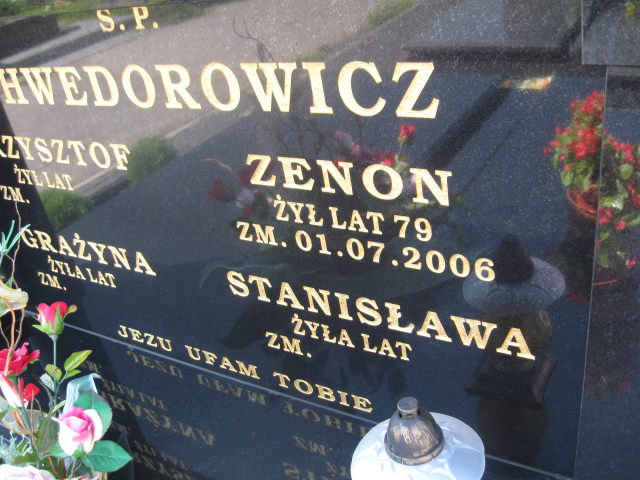 Ś.P.
HWEDOROWICZ
RZYSZTOF
ŻYŁ LAT
ZM.
ZENON
ŻYŁ LAT 79
ZM. 01.07.2006
GRAŻYNA
ŻYŁA LAT
ZM.
STANISŁAWA
ŻYŁA LAT
ZM.
JEZU UFAM TOBIE